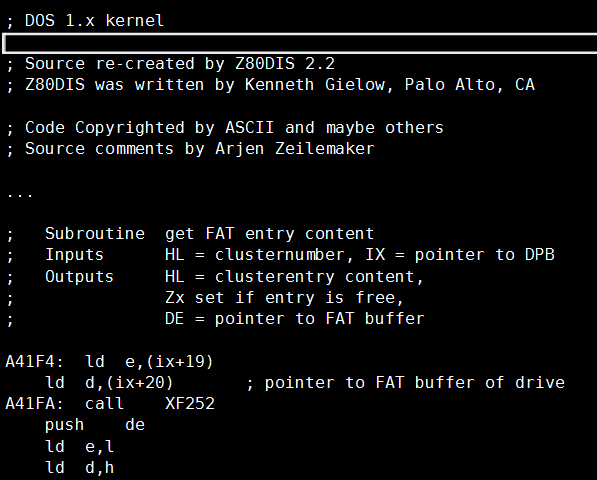 ; DOS 1.x kernel
; Source re-created by Z80DIS 2.2
; Z80DIS was written by Kenneth Gielow, Palo Alto, CA
; Code Copyrighted by ASCII and maybe others
; Source comments by Arjen Zeilemaker
...
; Subroutine get FAT entry content
; Inputs HL = clusternumber, IX = pointer to DPB
; Outputs HL = clusterentry content,
; Zx set if entry is free,
; DE = pointer to FAT buffer
A41F4: ld e,(ix+19)
ld d,(ix+20) ; pointer to FAT buffer of drive
A41FA: call XF252
push de
ld e,l
ld d,h